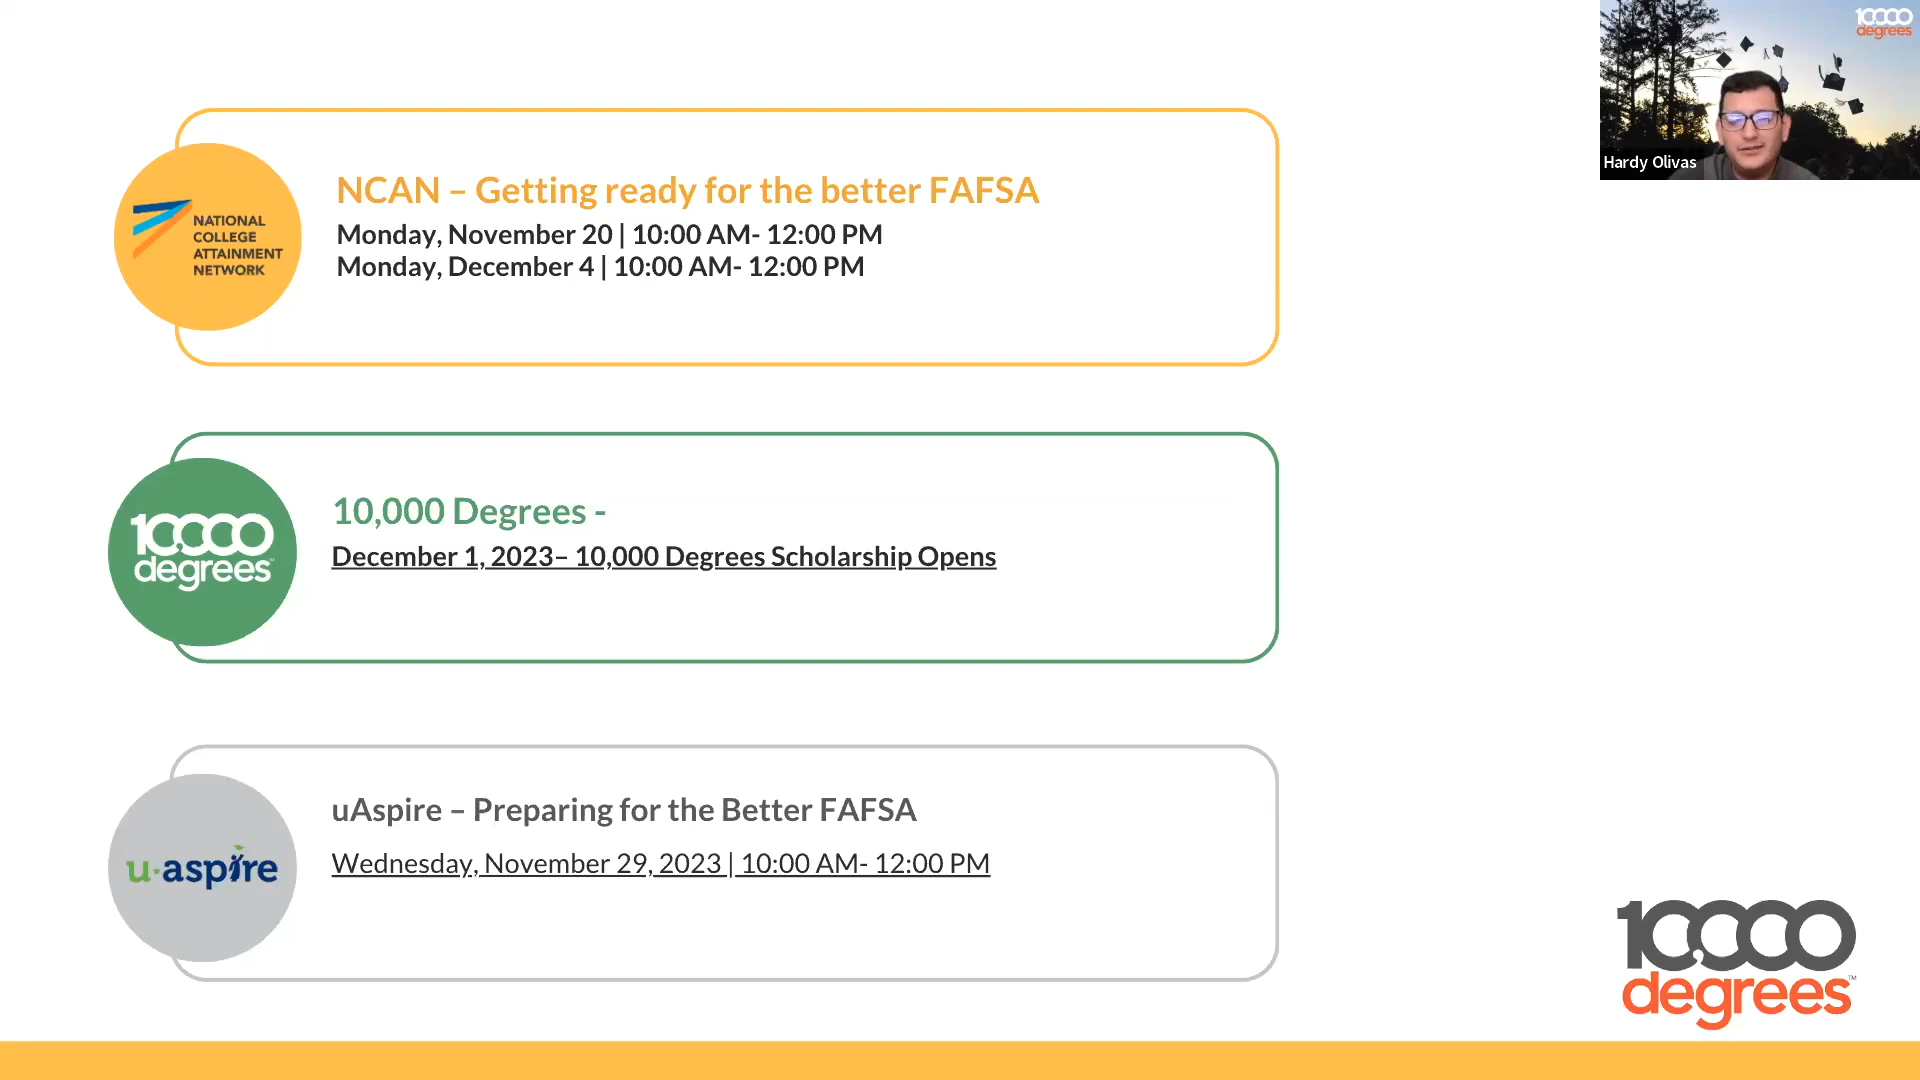 10,000
degrees
Hardy Olivas
NATIONAL
COLLEGE
ATTAINMENT
NETWORK
NCAN – Getting ready for the better FAFSA
Monday, November 20 | 10:00 AM- 12:00 PM
Monday, December 4 | 10:00 AM- 12:00 PM
10,000
degrees
10,000 Degrees -
December 1, 2023– 10,000 Degrees Scholarship Opens
u·aspire
uAspire – Preparing for the Better FAFSA
Wednesday, November 29, 2023 | 10:00 AM- 12:00 PM
10,000
degrees™